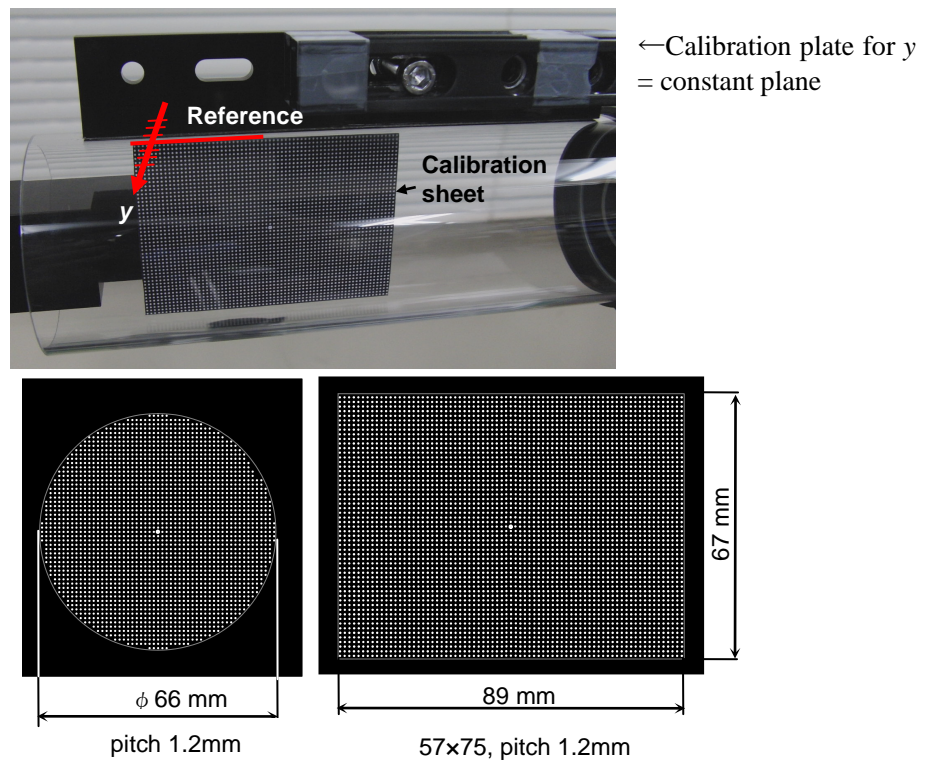 ←Calibration plate for y
= constant plane
Reference
Calibration
sheet
y
67 mm
ϕ 66 mm
89 mm
pitch 1.2mm
57×75, pitch 1.2mm